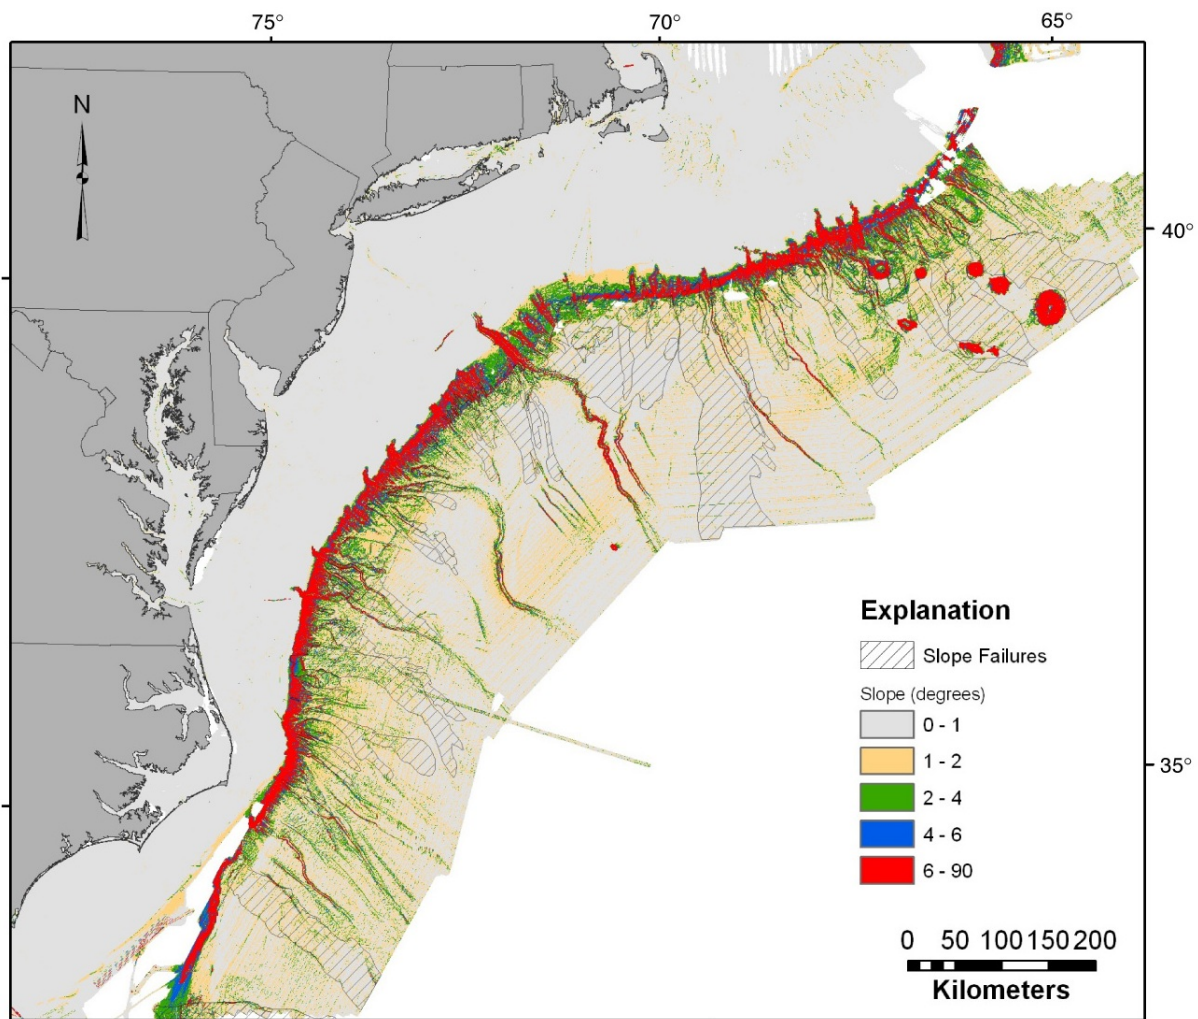 75°
70°
65°
N
40°
35°
Explanation
Slope Failures
Slope (degrees)
0 - 1
1 - 2
2 - 4
4 - 6
6 - 90
0 50 100 150 200
Kilometers